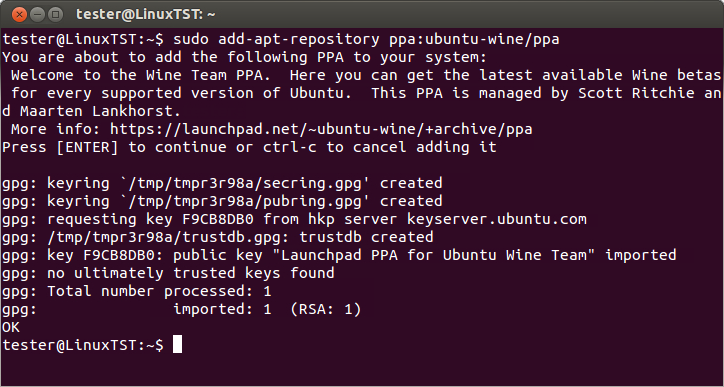 tester@LinuxTST: ~
tester@LinuxTST:~$ sudo add-apt-repository ppa:ubuntu-wine/ppa
You are about to add the following PPA to your system:
 Welcome to the Wine Team PPA.  Here you can get the latest available Wine betas
 for every supported version of Ubuntu.  This PPA is managed by Scott Ritchie an
d Maarten Lankhorst.
 More info: https://launchpad.net/~ubuntu-wine/+archive/ppa
Press [ENTER] to continue or ctrl-c to cancel adding it

gpg: keyring `/tmp/tmpr3r98a/secring.gpg' created
gpg: keyring `/tmp/tmpr3r98a/pubring.gpg' created
gpg: requesting key F9CB8DB0 from hkp server keyserver.ubuntu.com
gpg: /tmp/tmpr3r98a/trustdb.gpg: trustdb created
gpg: key F9CB8DB0: public key "Launchpad PPA for Ubuntu Wine Team" imported
gpg: no ultimately trusted keys found
gpg: Total number processed: 1
gpg:               imported: 1  (RSA: 1)
OK
tester@LinuxTST:~$